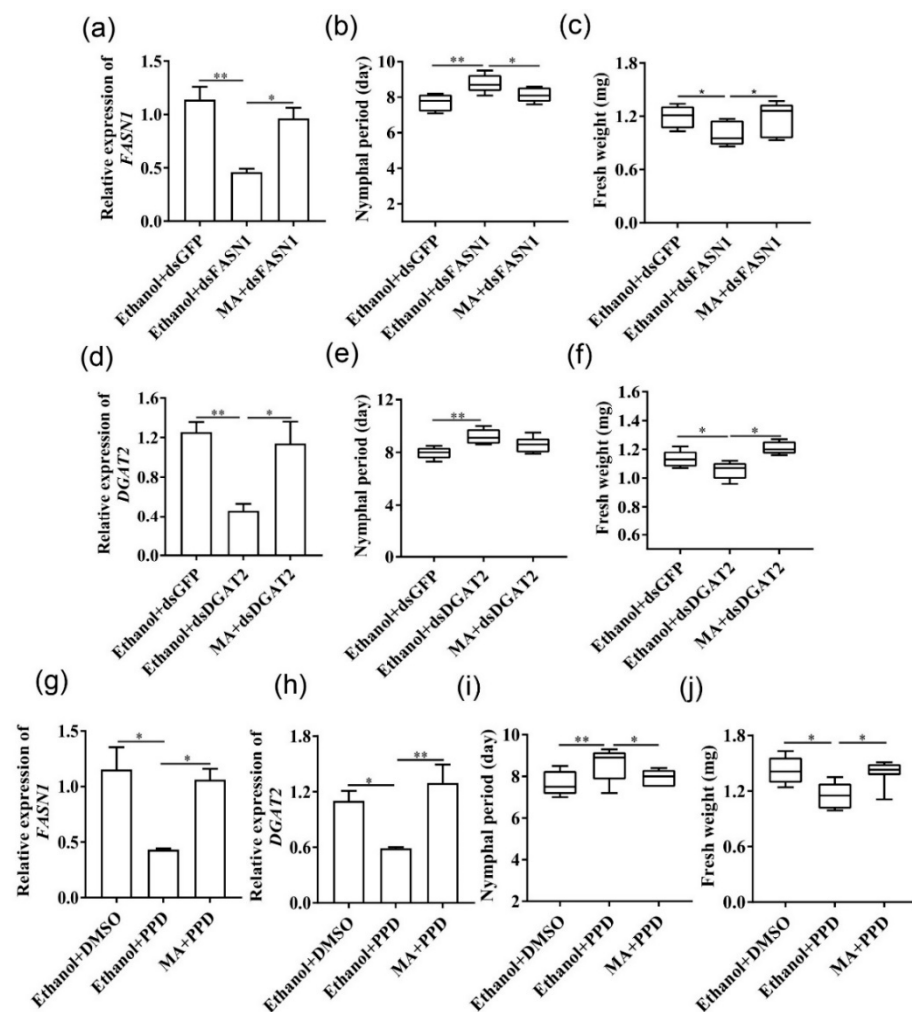 (a)
Relative expression of
FASN1
1.5
1.0
0.5
0.0
**
*
Ethanol+dsGFP
Ethanol+dsFASN1
MA+dsFASN1
(b)
Nymphal period (day)
10
8
6
4
2
**
*
Ethanol+dsGFP
Ethanol+dsFASN1
MA+dsFASN1
(c)
Fresh weight (mg)
1.8
1.2
0.6
0.0
*
*
Ethanol+dsGFP
Ethanol+dsFASN1
MA+dsFASN1
(d)
Relative expression of
DGAT2
1.6
1.2
0.8
0.4
0.0
**
*
Ethanol+dsGFP
Ethanol+dsDGAT2
MA+dsDGAT2
(e)
Nymphal period (day)
12
8
4
0
**
Ethanol+dsGFP
Ethanol+dsDGAT2
MA+dsDGAT2
(f)
Fresh weight (mg)
1.6
1.4
1.2
1.0
0.8
0.6
*
*
Ethanol+dsGFP
Ethanol+dsDGAT2
MA+dsDGAT2
(g)
Relative expression of
FASN1
1.5
1.0
0.5
0.0
*
*
Ethanol+DMSO
Ethanol+PPD
MA+PPD
(h)
Relative expression of
DGAT2
1.8
1.2
0.6
0.0
*
**
Ethanol+DMSO
Ethanol+PPD
MA+PPD
(i)
Nymphal period (day)
10
8
6
4
2
**
*
Ethanol+DMSO
Ethanol+PPD
MA+PPD
(j)
Fresh weight (mg)
1.8
1.2
0.6
0.0
*
*
Ethanol+DMSO
Ethanol+PPD
MA+PPD